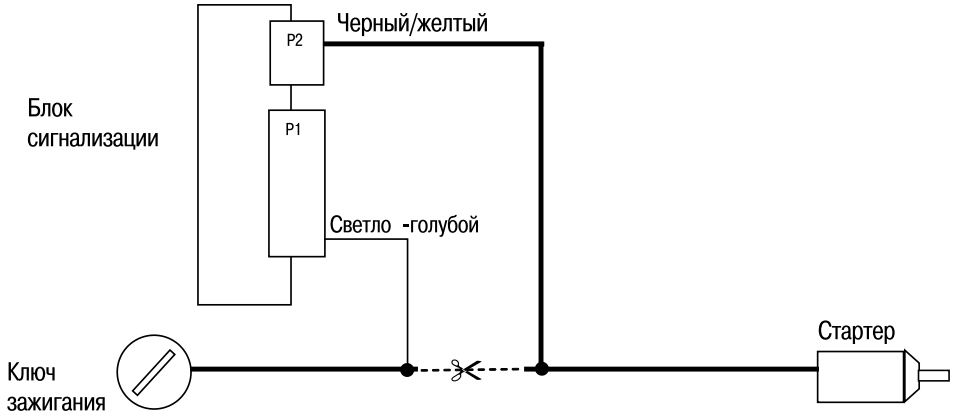 Черный/желтый
P2
Блок
сигнализации
P1
Светло -голубой
Стартер
Ключ
зажигания